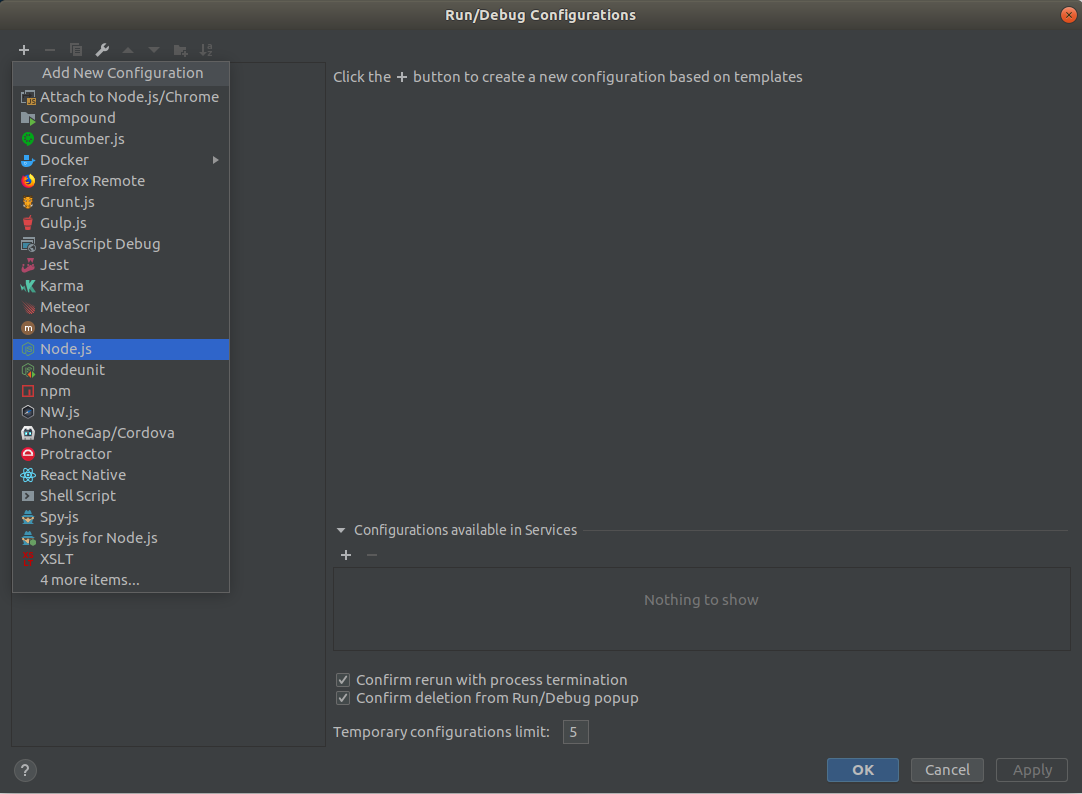 Run/Debug Configurations
Add New Configuration
Attach to Node.js/Chrome
Compound
Cucumber.js
Docker
Firefox Remote
Grunt.js
Gulp.js
JavaScript Debug
Jest
Karma
Meteor
Mocha
Node.js
Nodeunit
npm
NW.js
PhoneGap/Cordova
Protractor
React Native
Shell Script
Spy-js
Spy-js for Node.js
XSLT
4 more items...
Click the + button to create a new configuration based on templates
Configurations available in Services
Nothing to show
Confirm rerun with process termination
Confirm deletion from Run/Debug popup
Temporary configurations limit: 5
?
OK Cancel Apply